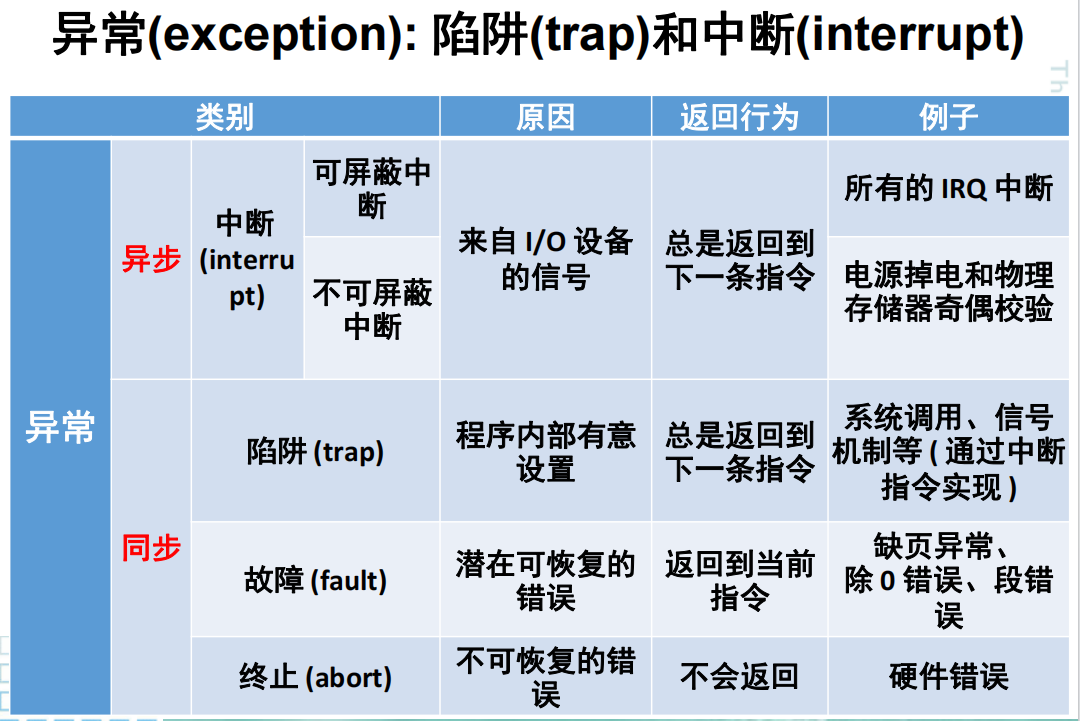 异常(exception): 陷阱(trap)和中断(interrupt)
Th
类别
原因
返回行为
例子
异常
异步
中断
(interru
pt)
可屏蔽中
断
来自 I/O 设备
的信号
总是返回到
下一条指令
所有的 IRQ 中断
不可屏蔽
中断
电源掉电和物理
存储器奇偶校验
同步
陷阱 (trap)
程序内部有意
设置
总是返回到
下一条指令
系统调用、信号
机制等 ( 通过中断
指令实现 )
故障 (fault)
潜在可恢复的
错误
返回到当前
指令
缺页异常、
除 0 错误、段错
误
终止 (abort)
不可恢复的错
误
不会返回
硬件错误